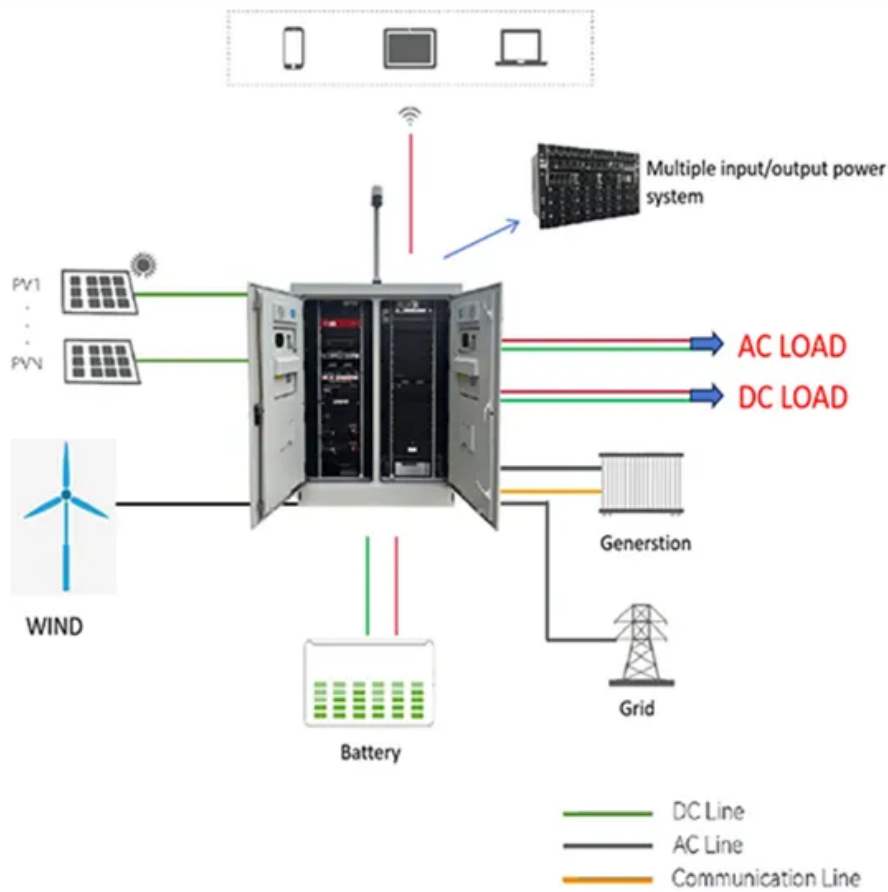 Multiple input/output power
system
PV1
PVN
AC LOAD
DC LOAD
WIND
Generstion
Grid
Battery
DC Line
AC Line
Communication Line